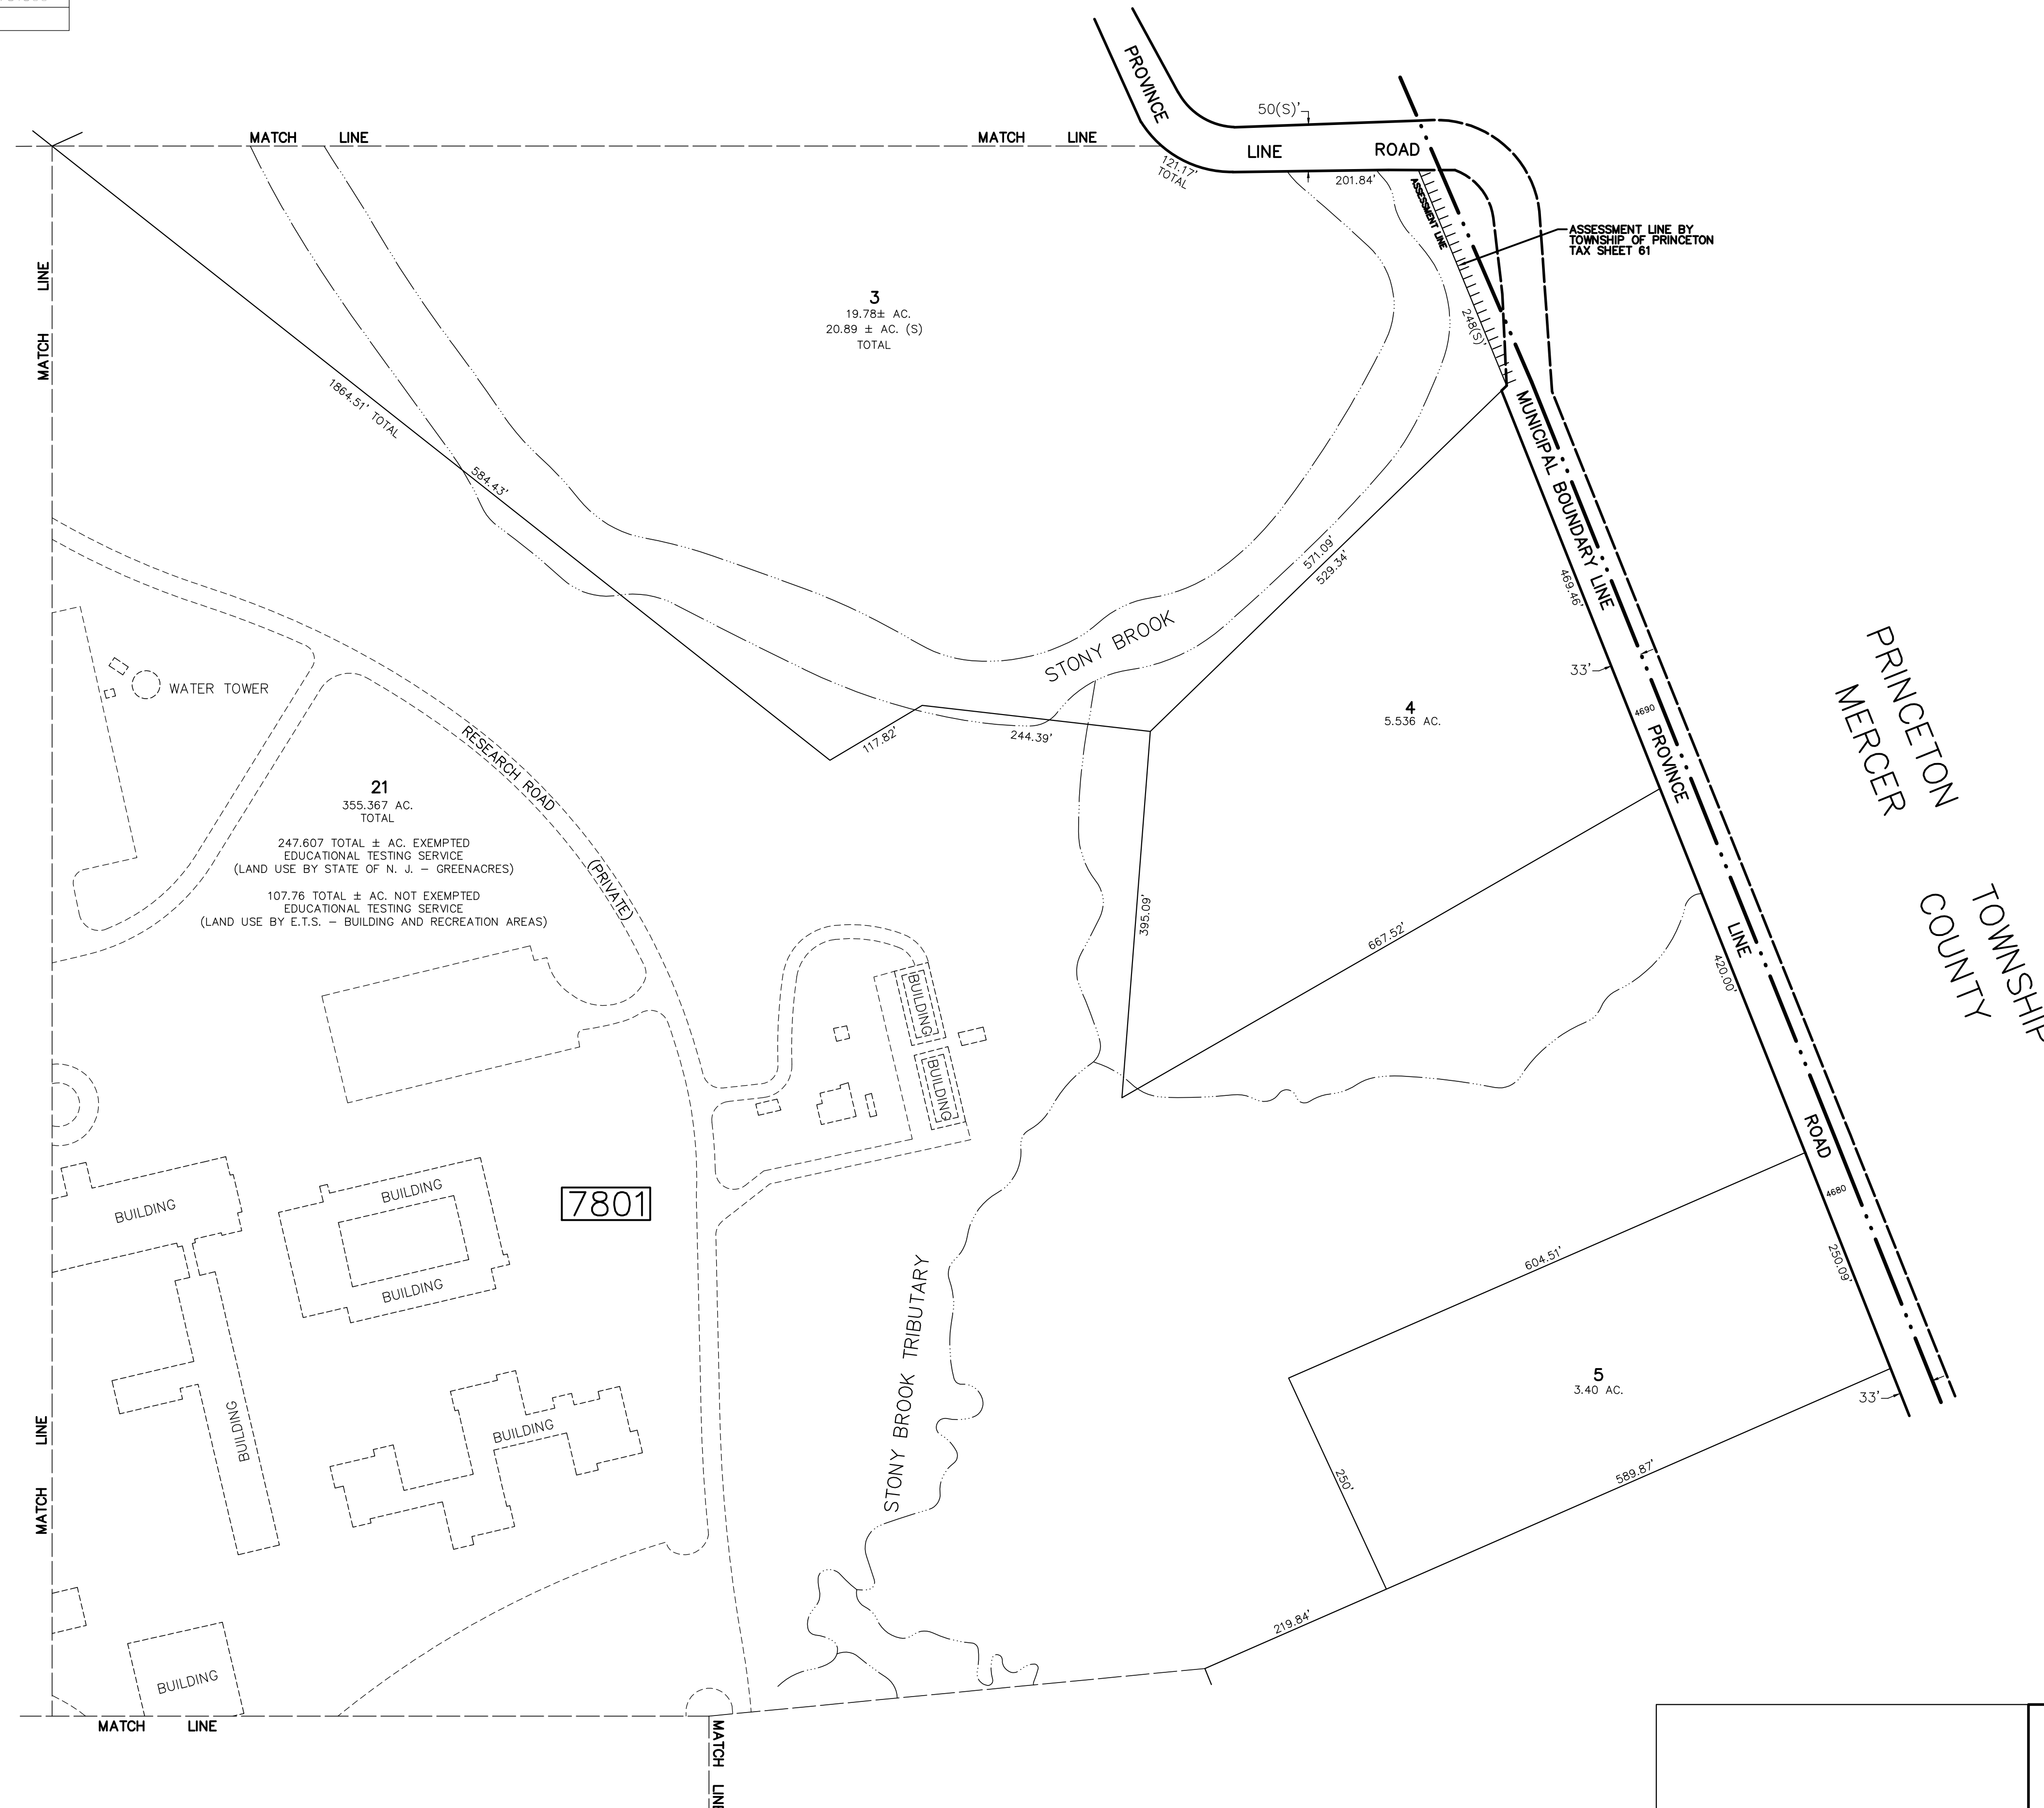 PROVINCE
50(S)'
MATCH LINE
MATCH LINE
LINE ROAD
121.17'
TOTAL
201.84'
ASSESSMENT LINE
ASSESSMENT LINE BY
TOWNSHIP OF PRINCETON
TAX SHEET 61
MATCH LINE
3
19.78± AC.
20.89 ± AC. (S)
TOTAL
248(S)'
1864.51' TOTAL
584.43'
MUNICIPAL BOUNDARY LINE
571.09'
529.34'
469.46'
STONY BROOK
33'
PRINCETON TOWNSHIP
MERCER COUNTY
WATER TOWER
4
5.536 AC.
4690
117.82'
244.39'
PROVINCE LINE ROAD
RESEARCH ROAD
(PRIVATE)
21
355.367 AC.
TOTAL
247.607 TOTAL ± AC. EXEMPTED
EDUCATIONAL TESTING SERVICE
(LAND USE BY STATE OF N. J. – GREENACRES)
107.76 TOTAL ± AC. NOT EXEMPTED
EDUCATIONAL TESTING SERVICE
(LAND USE BY E.T.S. – BUILDING AND RECREATION AREAS)
395.09'
667.52'
420.00'
BUILDING
BUILDING
7801
BUILDING
BUILDING
BUILDING
4680
604.51'
250.09'
STONY BROOK TRIBUTARY
5
3.40 AC.
33'
MATCH LINE
BUILDING
BUILDING
250'
589.87'
219.84'
BUILDING
MATCH LINE
MATCH LINE